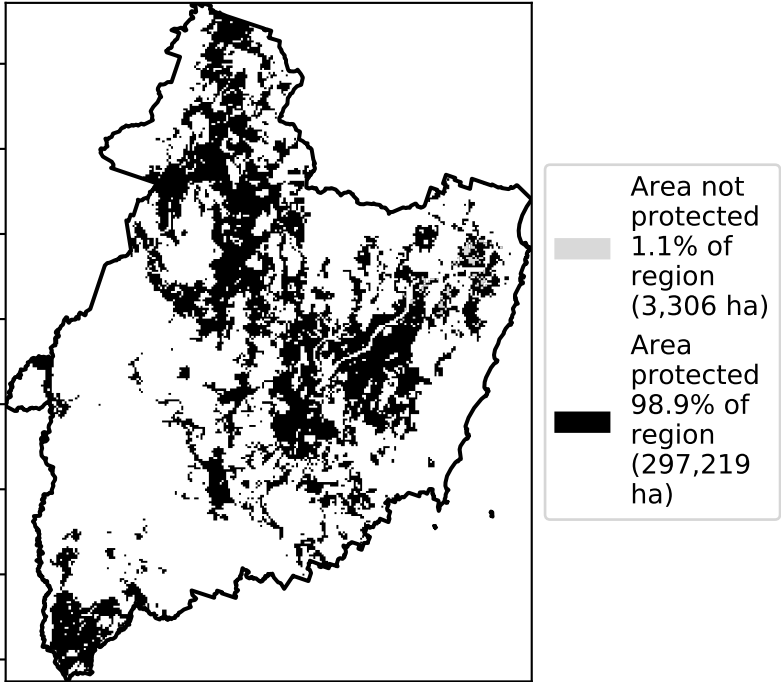 Area not
protected
1.1% of
region
(3,306 ha)
Area
protected
98.9% of
region
(297,219
ha)